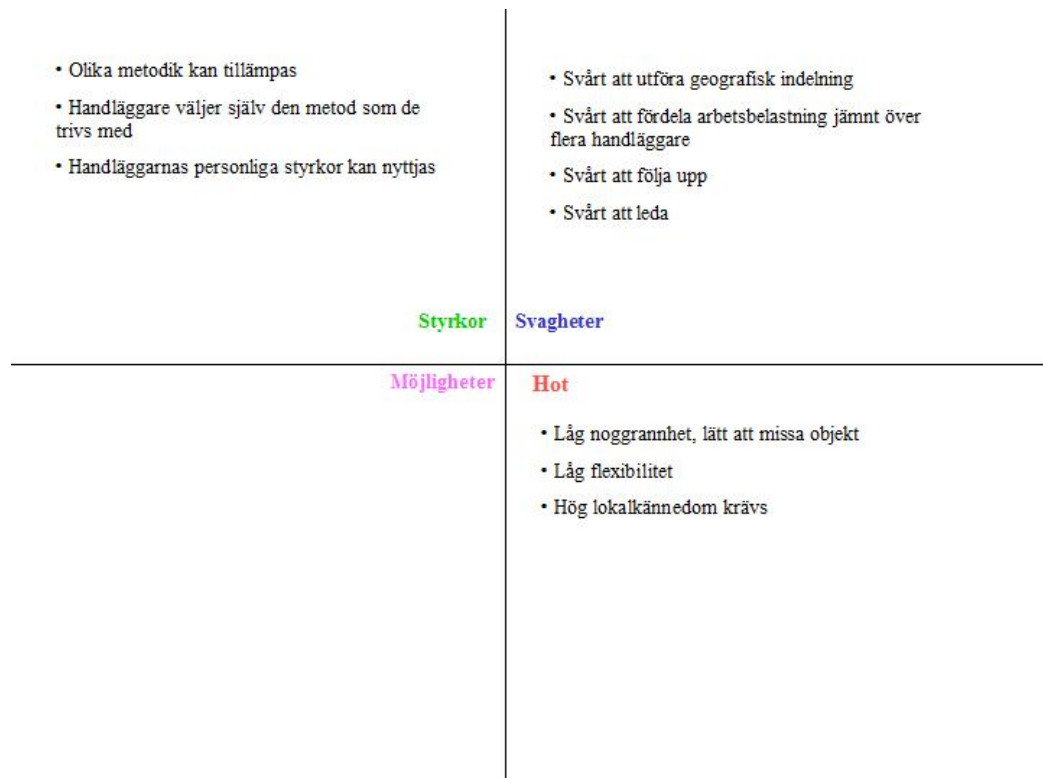 • Olika metodik kan tillämpas
• Handläggare väljer själv den metod som de
trivs med
• Handläggarnas personliga styrkor kan nyttjas
Styrkor
• Svårt att utföra geografisk indelning
• Svårt att fördela arbetsbelastning jämnt över
flera handläggare
• Svårt att följa upp
• Svårt att leda
Svagheter
Möjligheter
Hot
• Låg noggrannhet, lätt att missa objekt
• Låg flexibilitet
• Hög lokalkännedom krävs